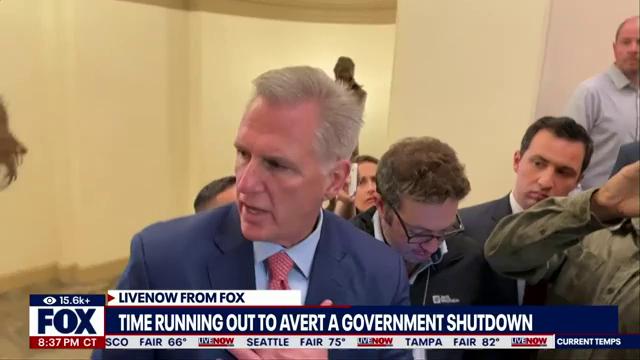 15.6k+
LIVENOW FROM FOX
FOX
TIME RUNNING OUT TO AVERT A GOVERNMENT SHUTDOWN
8:37 PM CT
SCO FAIR 66° LIVENOW SEATTLE FAIR 75° LIVENOW TAMPA FAIR 82° LIVENOW CURRENT TEMPS